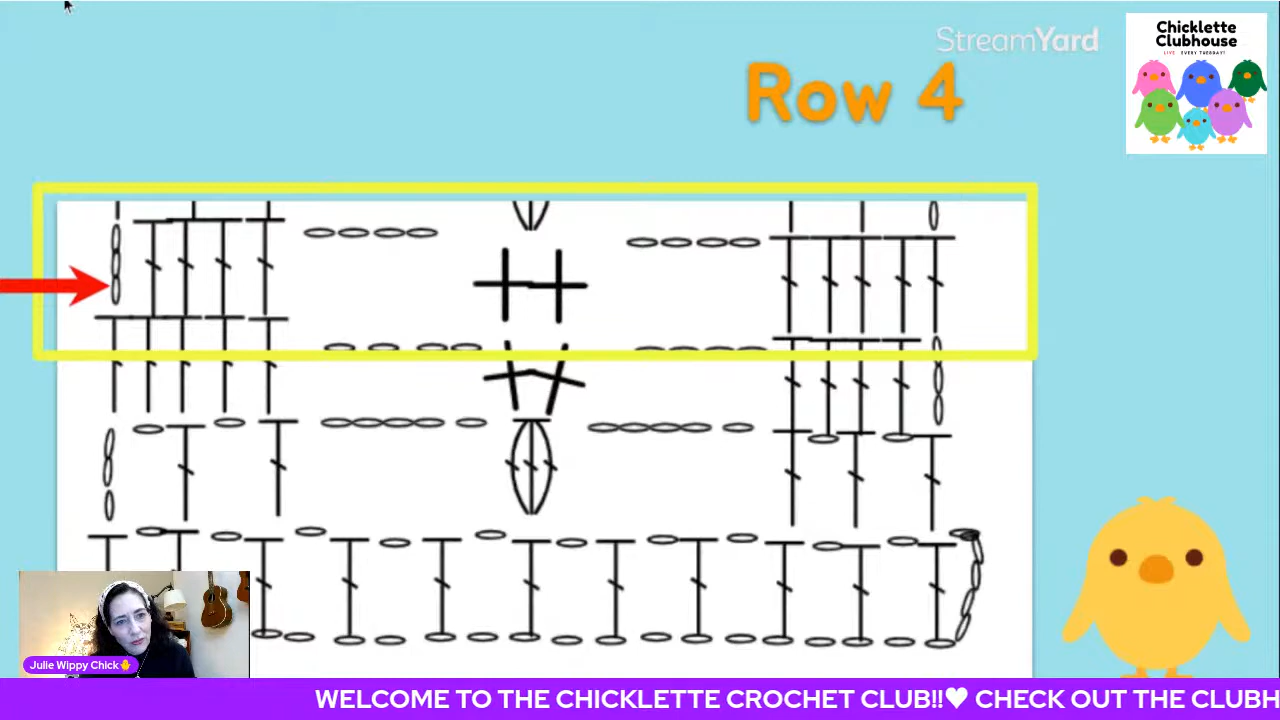 StreamYard
Chicklette
Clubhouse
LIVE EVERY TUESDAY!
Row 4
Julie Wippy Chick
WELCOME TO THE CHICKLETTE CROCHET CLUB!!♥ CHECK OUT THE CLUBH